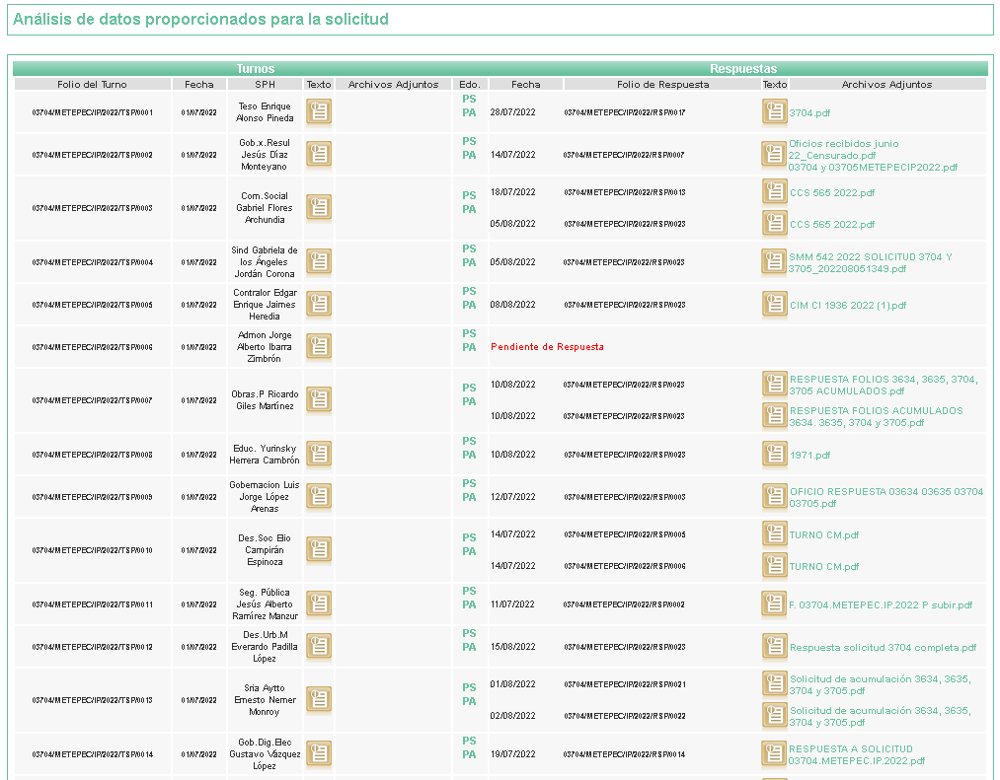 Análisis de datos proporcionados para la solicitud
Turnos Respuestas
Folio del Turno Fecha SPH Texto Archivos Adjuntos Edo. Fecha Folio de Respuesta Texto Archivos Adjuntos
03704/METEPEC/IP/2022/TSP/0001 01/07/2022 Teso Enrique Alonso Pineda PS PA 28/07/2022 03704/METEPEC/IP/2022/RSP/0017 3704.pdf
03704/METEPEC/IP/2022/TSP/0002 01/07/2022 Gob.x.Resul Jesús Díaz Monteyano PS PA 14/07/2022 03704/METEPEC/IP/2022/RSP/0007 Oficios recibidos junio 22_Censurado.pdf
03704 y 03705METEPECIP2022.pdf
03704/METEPEC/IP/2022/TSP/0003 01/07/2022 Com.Social Gabriel Flores Archundia PS PA 18/07/2022 03704/METEPEC/IP/2022/RSP/0013 CCS 565 2022.pdf
05/08/2022 03704/METEPEC/IP/2022/RSP/0023 CCS 565 2022.pdf
03704/METEPEC/IP/2022/TSP/0004 01/07/2022 Sind Gabriela de los Ángeles Jordán Corona PS PA 05/08/2022 03704/METEPEC/IP/2022/RSP/0023 SMM 542 2022 SOLICITUD 3704 Y 3705_202208051349.pdf
03704/METEPEC/IP/2022/TSP/0005 01/07/2022 Contralor Edgar Enrique Jaimes Heredia PS PA 08/08/2022 03704/METEPEC/IP/2022/RSP/0023 CIM CI 1936 2022 (1).pdf
03704/METEPEC/IP/2022/TSP/0006 01/07/2022 Admon Jorge Alberto Ibarra Zimbrón PS PA Pendiente de Respuesta
03704/METEPEC/IP/2022/TSP/0007 01/07/2022 Obras.P Ricardo Giles Martínez PS PA 10/08/2022 03704/METEPEC/IP/2022/RSP/0023 RESPUESTA FOLIOS 3634, 3635, 3704, 3705 ACUMULADOS.pdf
10/08/2022 03704/METEPEC/IP/2022/RSP/0023 RESPUESTA FOLIOS ACUMULADOS 3634. 3635, 3704 y 3705.pdf
03704/METEPEC/IP/2022/TSP/0008 01/07/2022 Educ. Yurinsky Herrera Cambrón PS PA 10/08/2022 03704/METEPEC/IP/2022/RSP/0023 1971.pdf
03704/METEPEC/IP/2022/TSP/0009 01/07/2022 Gobernacion Luis Jorge López Arenas PS PA 12/07/2022 03704/METEPEC/IP/2022/RSP/0003 OFICIO RESPUESTA 03634 03635 03704 03705.pdf
03704/METEPEC/IP/2022/TSP/0010 01/07/2022 Des.Soc Elio Campirán Espinoza PS PA 14/07/2022 03704/METEPEC/IP/2022/RSP/0005 TURNO CM.pdf
14/07/2022 03704/METEPEC/IP/2022/RSP/0006 TURNO CM.pdf
03704/METEPEC/IP/2022/TSP/0011 01/07/2022 Seg. Pública Jesús Alberto Ramírez Manzur PS PA 11/07/2022 03704/METEPEC/IP/2022/RSP/0002 F. 03704.METEPEC.IP.2022 P subir.pdf
03704/METEPEC/IP/2022/TSP/0012 01/07/2022 Des.Urb.M Everardo Padilla López PS PA 15/08/2022 03704/METEPEC/IP/2022/RSP/0023 Respuesta solicitud 3704 completa.pdf
03704/METEPEC/IP/2022/TSP/0013 01/07/2022 Sria Aytto Ernesto Nemer Monroy PS PA 01/08/2022 03704/METEPEC/IP/2022/RSP/0021 Solicitud de acumulación 3634, 3635, 3704 y 3705.pdf
02/08/2022 03704/METEPEC/IP/2022/RSP/0022 Solicitud de acumulación 3634, 3635, 3704 y 3705.pdf
03704/METEPEC/IP/2022/TSP/0014 01/07/2022 Gob.Dig.Elec Gustavo Vázquez López PS PA 19/07/2022 03704/METEPEC/IP/2022/RSP/0014 RESPUESTA A SOLICITUD 03704.METEPEC.IP.2022.pdf